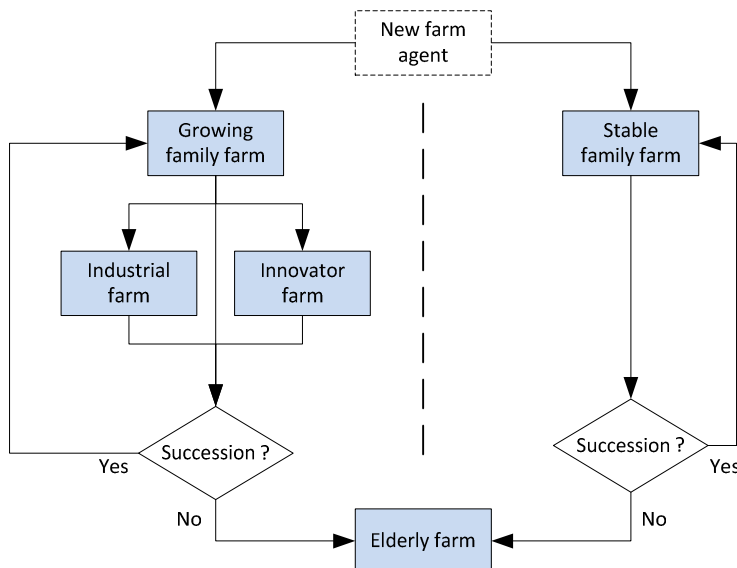 New farm
agent
Growing
family farm
Stable
family farm
Industrial
farm
Innovator
farm
Succession ?
Yes
No
Succession ?
Yes
No
Elderly farm